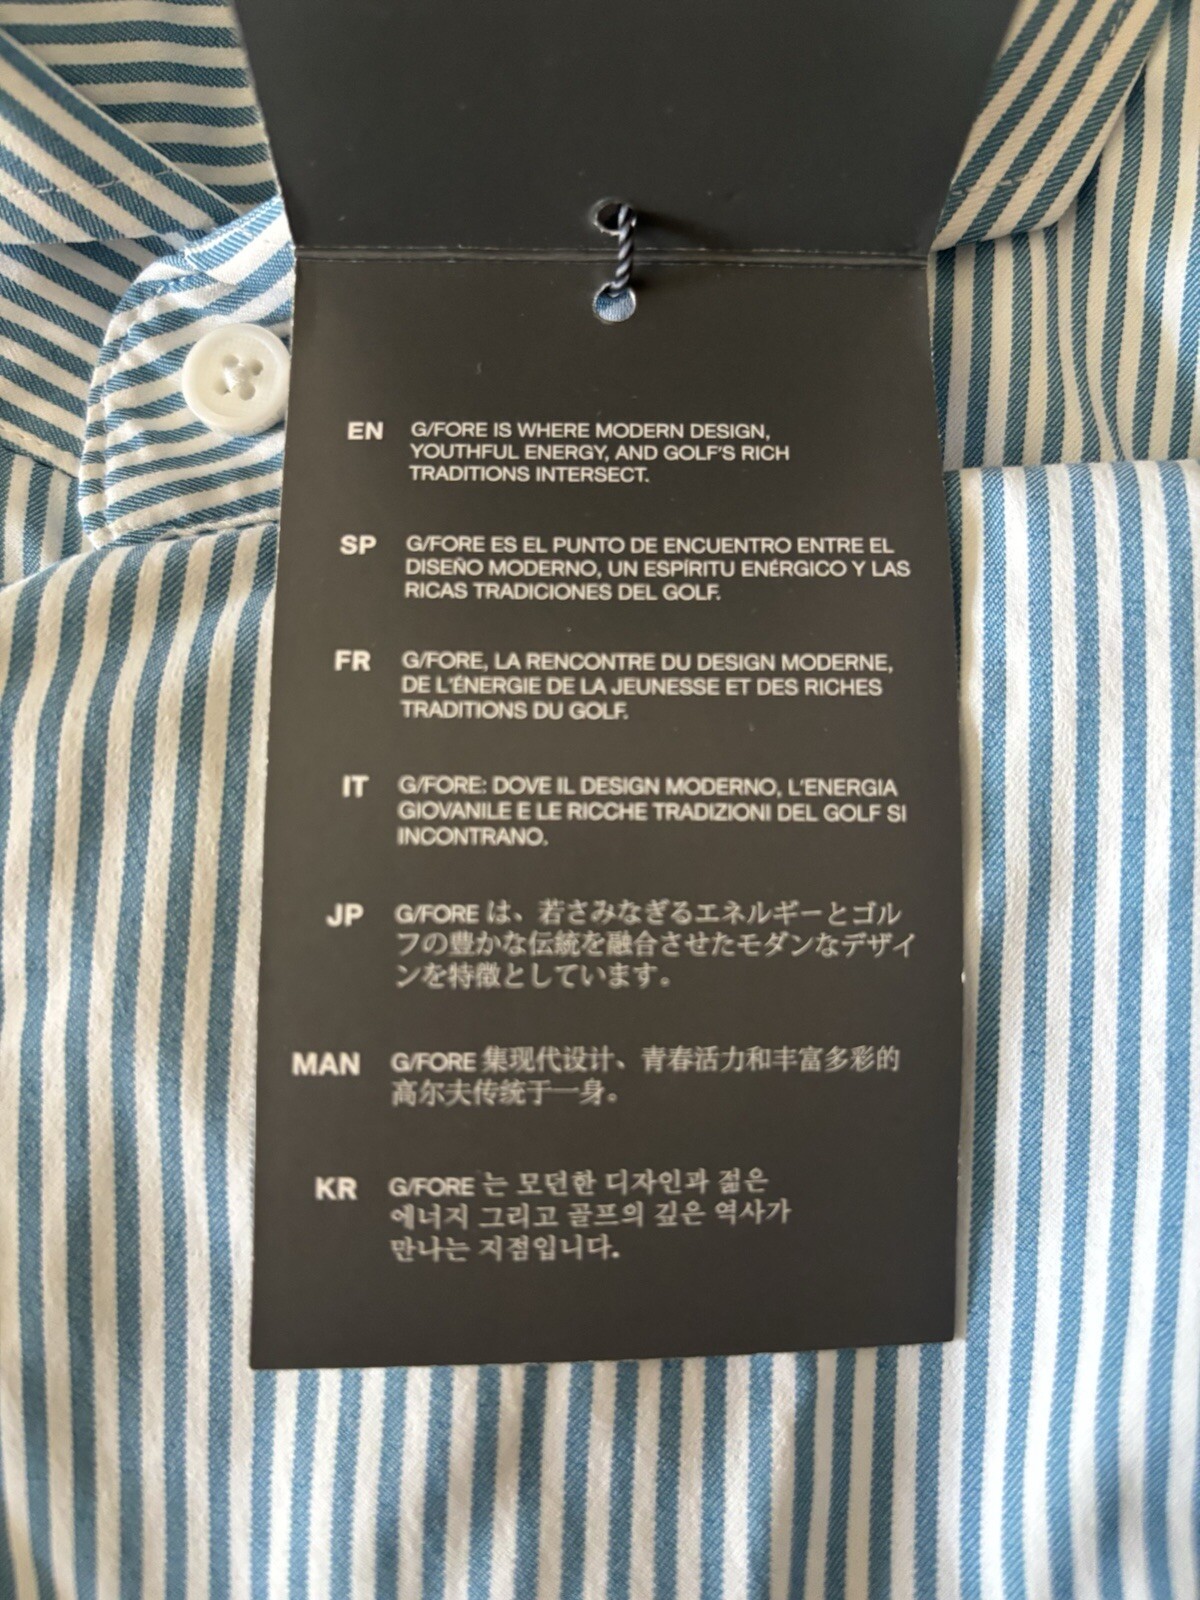 EN G/FORE IS WHERE MODERN DESIGN,
YOUTHFUL ENERGY, AND GOLF'S RICH
TRADITIONS INTERSECT.
SP G/FORE ES EL PUNTO DE ENCUENTRO ENTRE EL
DISEÑO MODERNO, UN ESPÍRITU ENÉRGICO Y LAS
RICAS TRADICIONES DEL GOLF.
FR G/FORE, LA RENCONTRE DU DESIGN MODERNE,
DE L'ÉNERGIE DE LA JEUNESSE ET DES RICHES
TRADITIONS DU GOLF.
IT G/FORE: DOVE IL DESIGN MODERNO, L'ENERGIA
GIOVANILE E LE RICCHE TRADIZIONI DEL GOLF SI
INCONTRANO.
JP G/FORE は、若さみなぎるエネルギーとゴル
フの豊かな伝統を融合させたモダンなデザイ
ンを特徴としています。
MAN G/FORE 集现代设计、青春活力和丰富多彩的
高尔夫传统于一身。
KR G/FORE 는 모던한 디자인과 젊은
에너지 그리고 골프의 깊은 역사가
만나는 지점입니다.